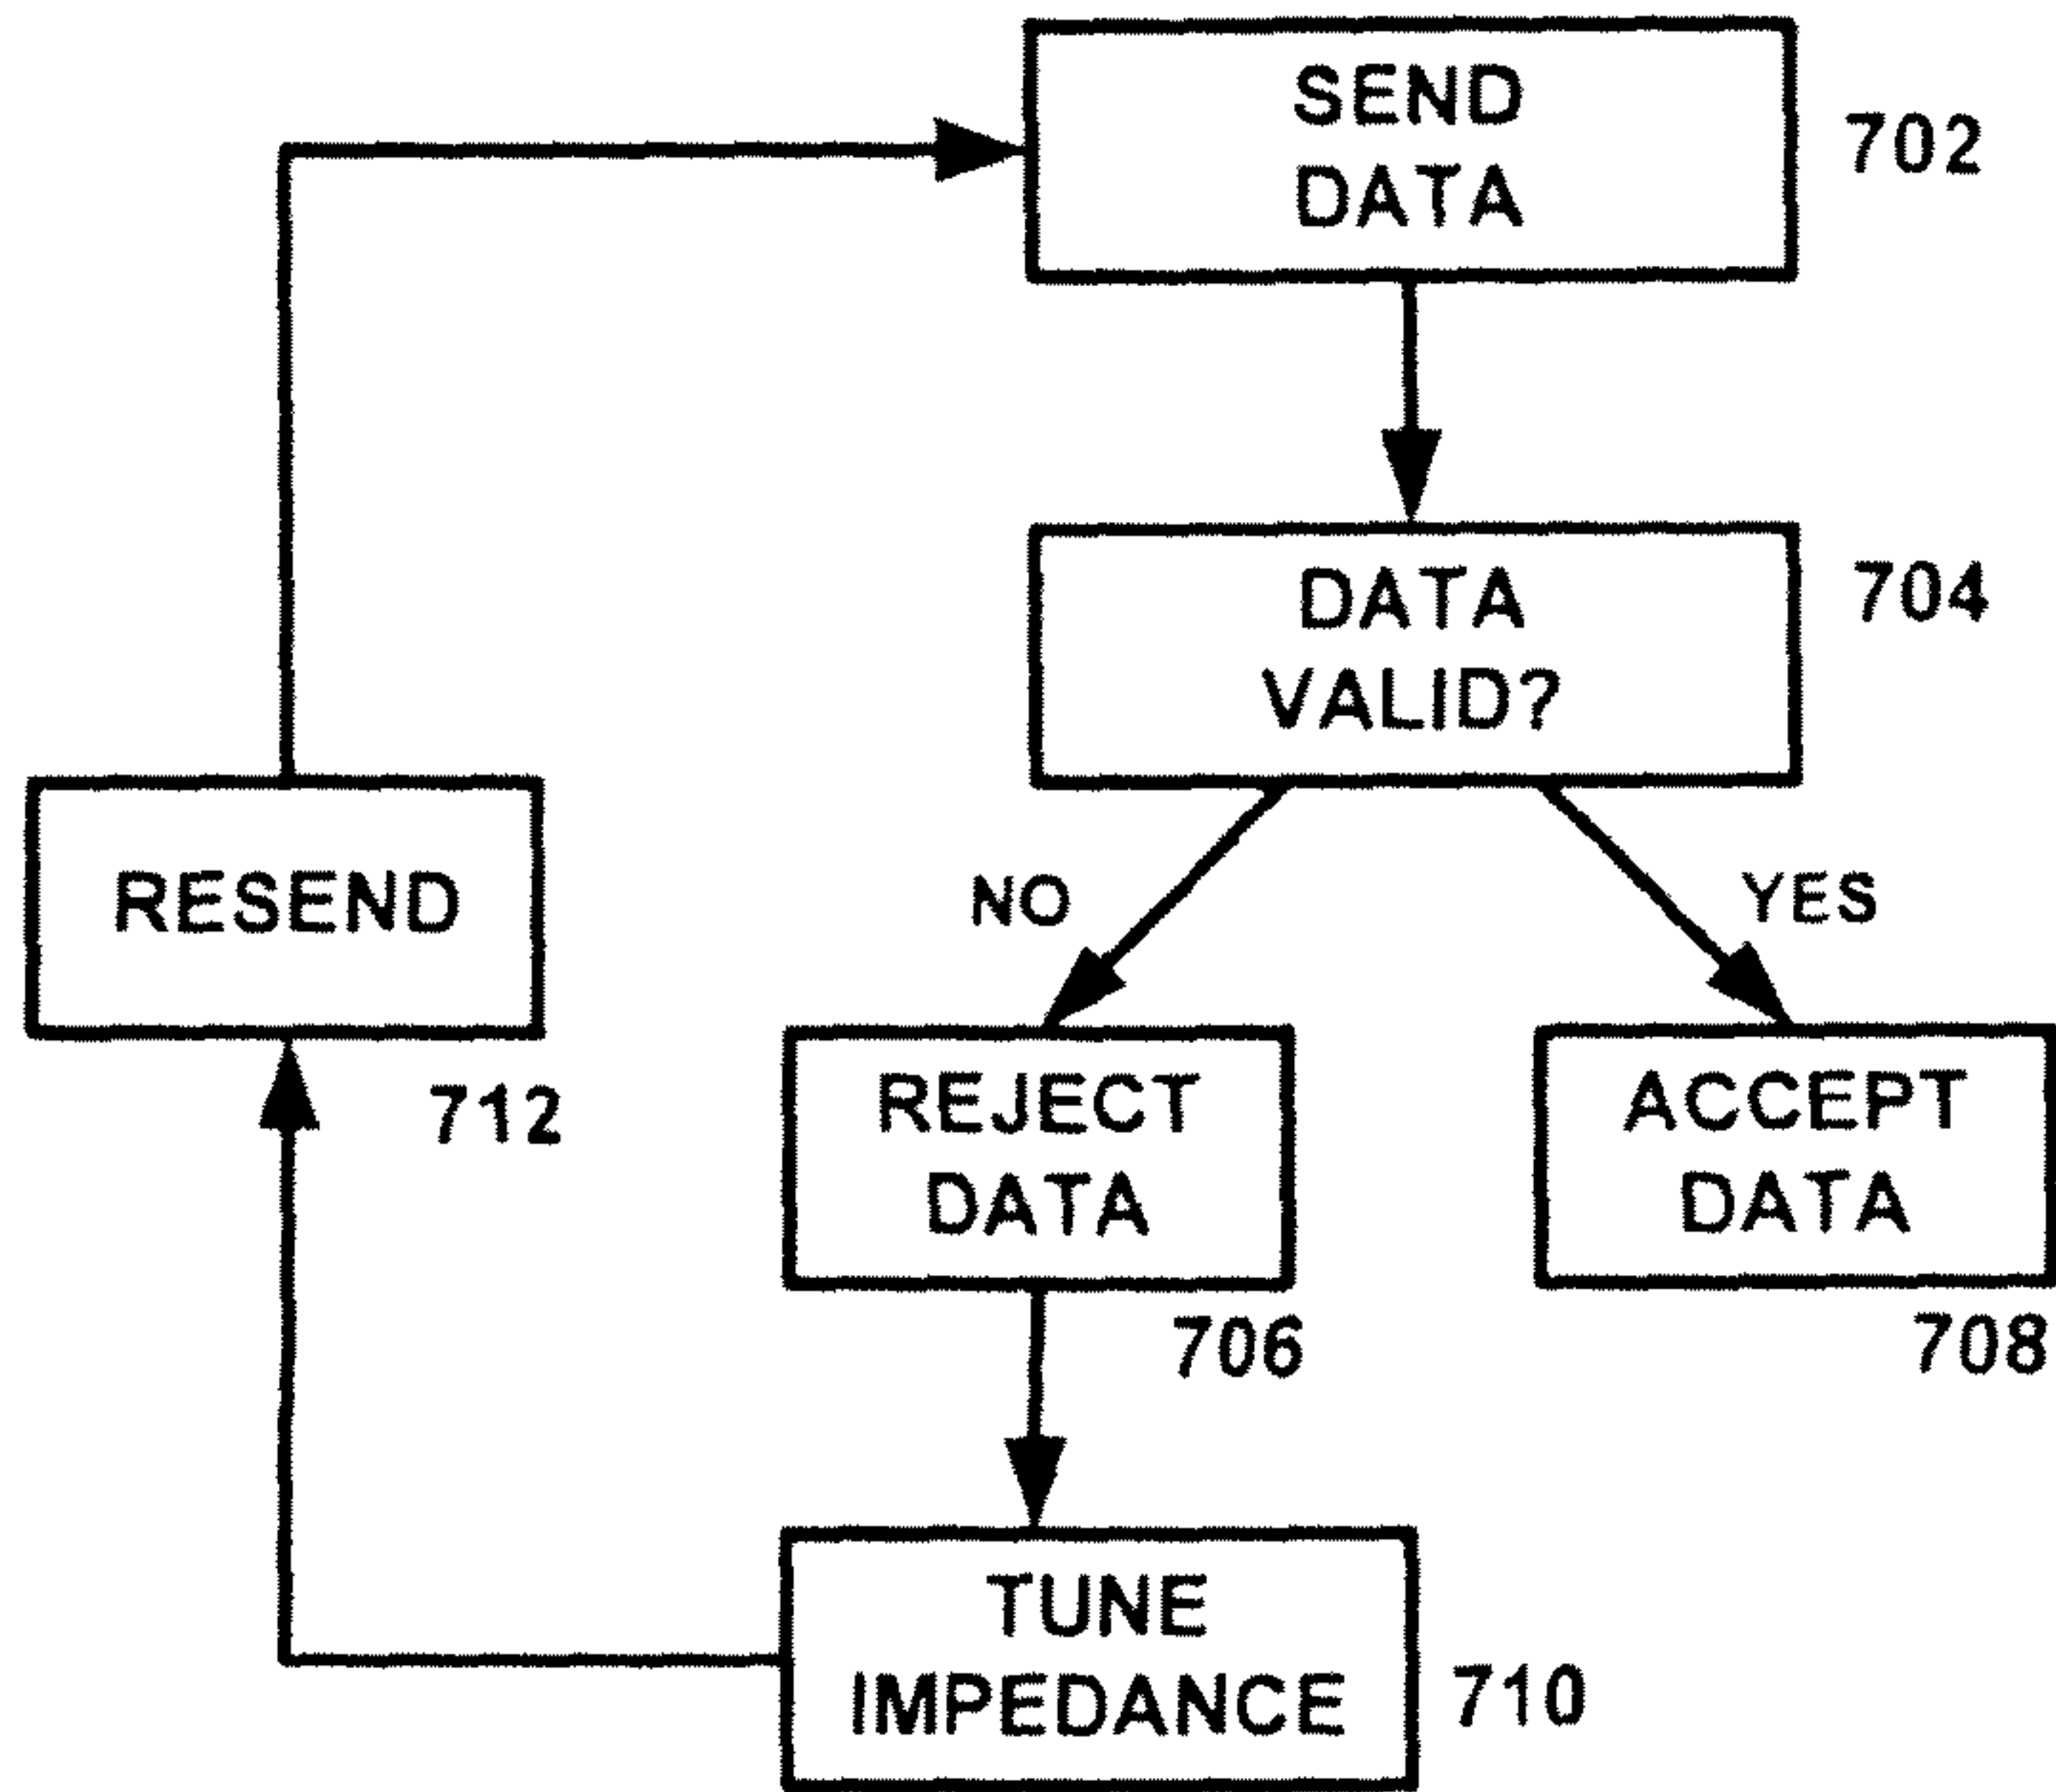 SEND
DATA
702
DATA
VALID?
704
NO
YES
RESEND
712
REJECT
DATA
706
ACCEPT
DATA
708
TUNE
IMPEDANCE
710